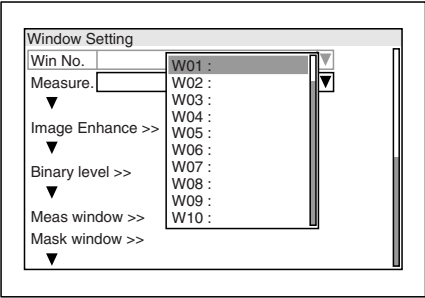 Window Setting
Win No.
Measure.
Image Enhance >>
Binary level >>
Meas window >>
Mask window >>
W01 :
W02 :
W03 :
W04 :
W05 :
W06 :
W07 :
W08 :
W09 :
W10 :